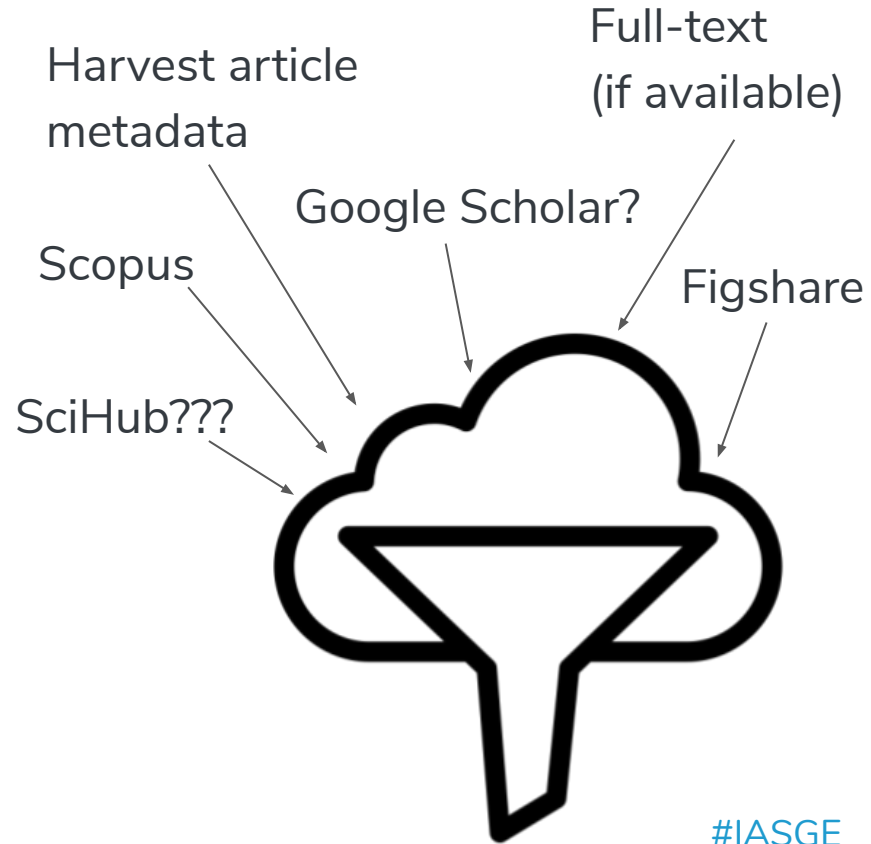 Full-text
(if available)
Harvest article
metadata
Google Scholar?
Scopus
Figshare
SciHub???
#IASGE